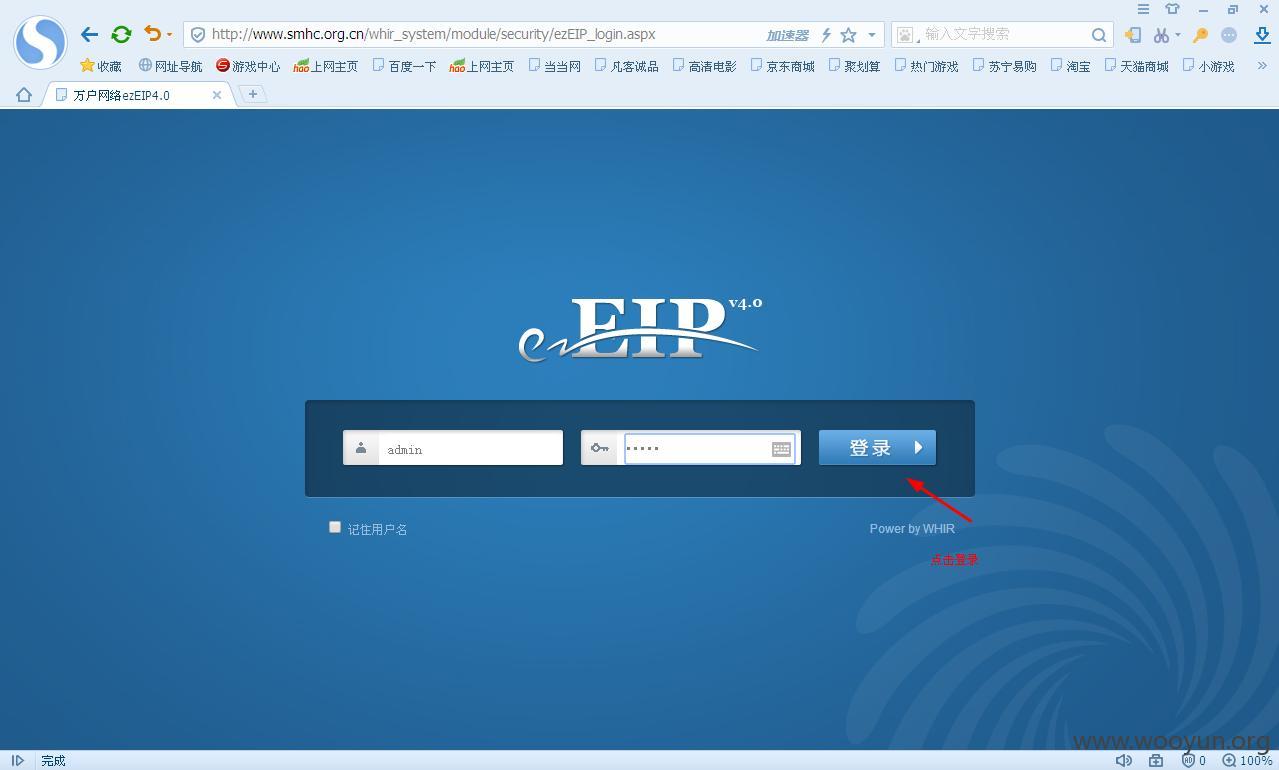 http://www.smhc.org.cn/whir_system/module/security/ezEIP_login.aspx 加速器 输入文字搜索
收藏 网址导航 游戏中心 hao上网主页 百度一下 hao上网主页 当当网 凡客诚品 高清电影 京东商城 聚划算 热门游戏 苏宁易购 淘宝 天猫商城 小游戏 »
万户网络ezEIP4.0
ezEIP v4.0
admin ••••• 登录
记住用户名 Power by WHIR
点击登录
www.wooyun.org
完成 0 100%